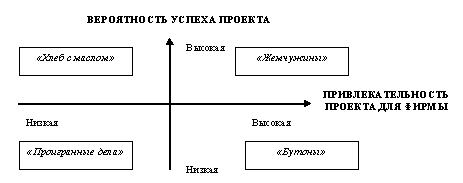 ВЕРОЯТНОСТЬ УСПЕХА ПРОЕКТА
Высокая
«Хлеб с маслом»
«Жемчужины»
ПРИВЛЕКАТЕЛЬНОСТЬ
ПРОЕКТА ДЛЯ ФИРМЫ
Низкая
Высокая
«Проигранные дела»
«Бутоны»
Низкая